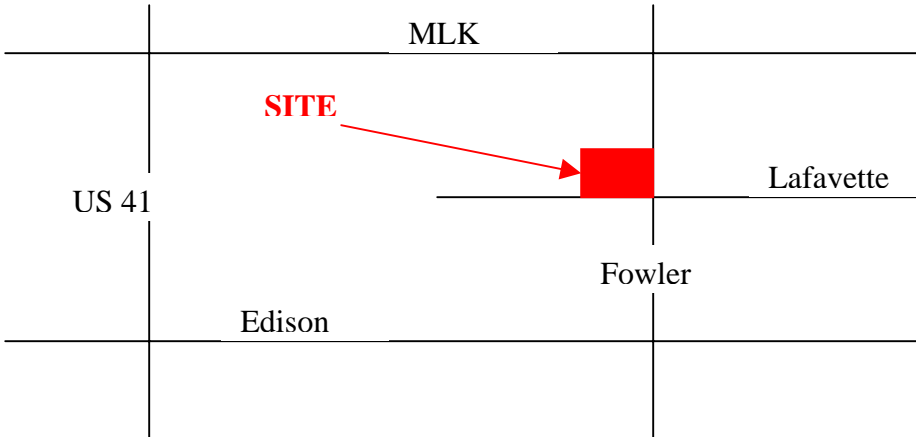 MLK
SITE
Lafavette
US 41
Fowler
Edison